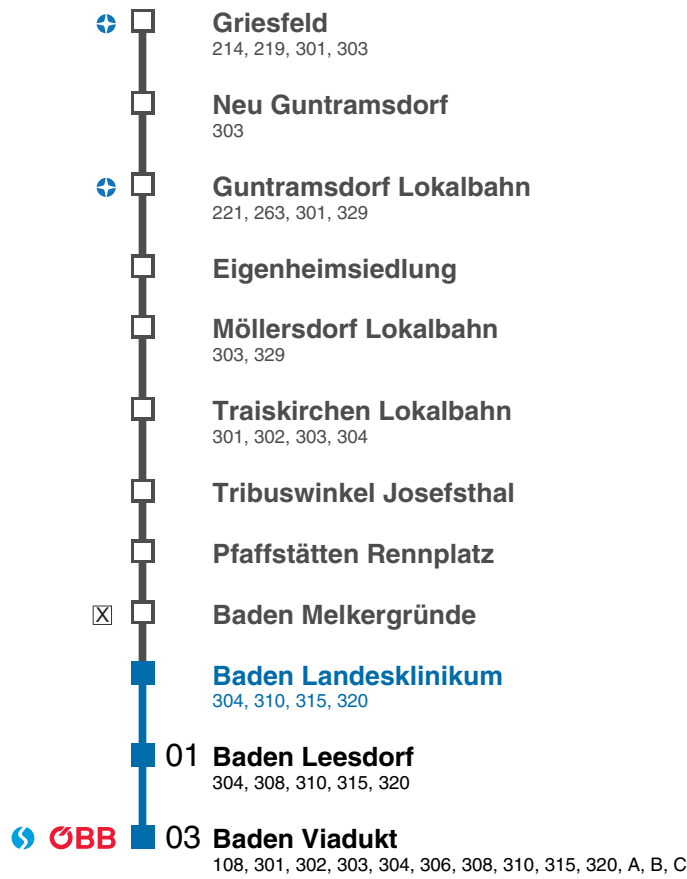 Griesfeld
214, 219, 301, 303
Neu Guntramsdorf
303
Guntramsdorf Lokalbahn
221, 263, 301, 329
Eigenheimsiedlung
Möllersdorf Lokalbahn
303, 329
Traiskirchen Lokalbahn
301, 302, 303, 304
Tribuswinkel Josefsthal
Pfaffstätten Rennplatz
X Baden Melkergründe
Baden Landesklinikum
304, 310, 315, 320
01 Baden Leesdorf
304, 308, 310, 315, 320
ÖBB 03 Baden Viadukt
108, 301, 302, 303, 304, 306, 308, 310, 315, 320, A, B, C